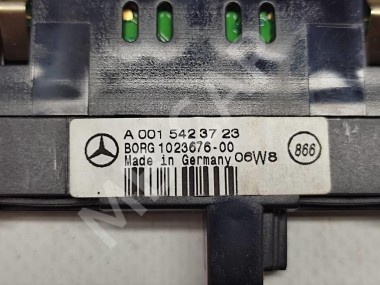 A 001 542 37 23
BORG 1023676-00
Made in Germany 06W8
866